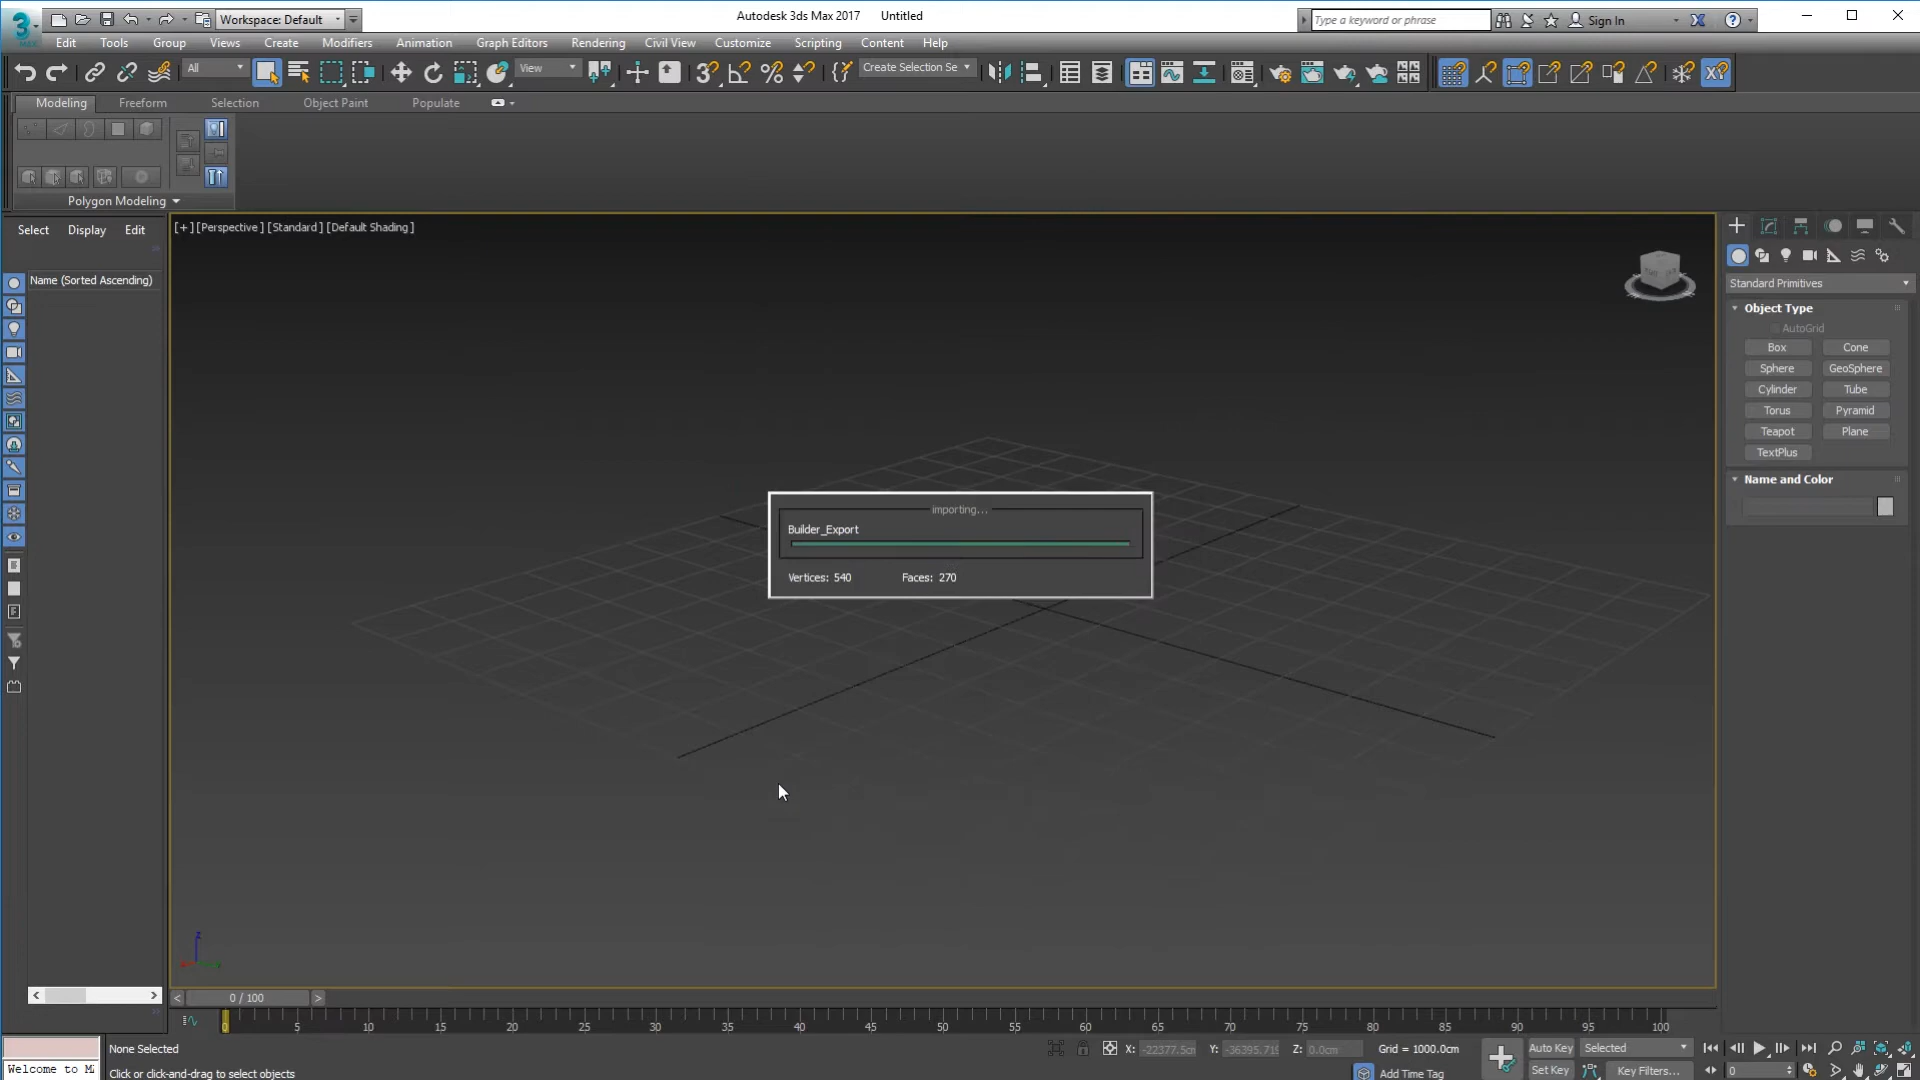 Workspace: Default
Autodesk 3ds Max 2017 Untitled
Type a keyword or phrase
Sign In
Edit Tools Group Views Create Modifiers Animation Graph Editors Rendering Civil View Customize Scripting Content Help
All
View
Create Selection Se
Modeling Freeform Selection Object Paint Populate
Polygon Modeling
Select Display Edit
[+] [Perspective] [Standard] [Default Shading]
Name (Sorted Ascending)
Standard Primitives
Object Type
AutoGrid
Box Cone
Sphere GeoSphere
Cylinder Tube
Torus Pyramid
Teapot Plane
TextPlus
Name and Color
importing...
Builder_Export
Vertices: 540 Faces: 270
z
< 0 / 100 >
0 5 10 15 20 25 30 35 40 45 50 55 60 65 70 75 80 85 90 95 100
None Selected
X: -22377.5cm Y: -36395.719 Z: 0.0cm Grid = 1000.0cm
Auto Key Selected
Welcome to M
Click or click-and-drag to select objects
Add Time Tag
Set Key Key Filters...
0